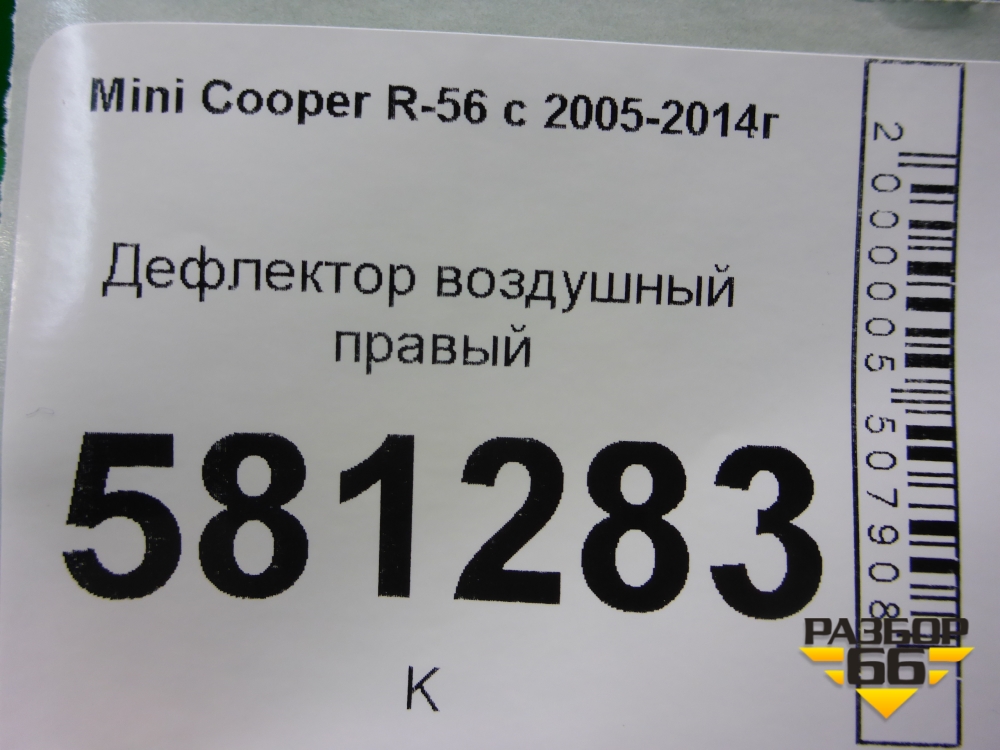 Mini Cooper R-56 с 2005-2014г
Дефлектор воздушный
правый
581283
К
2000005507908
РАЗБОР
66